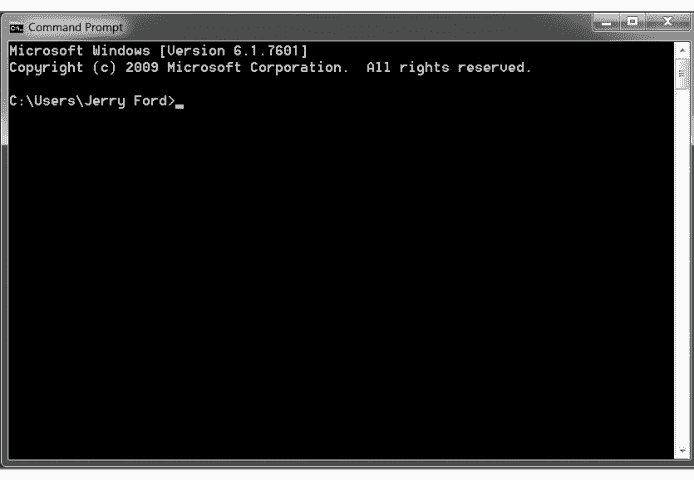 Command Prompt
Microsoft Windows [Version 6.1.7601]
Copyright (c) 2009 Microsoft Corporation.  All rights reserved.
C:\Users\Jerry Ford>_